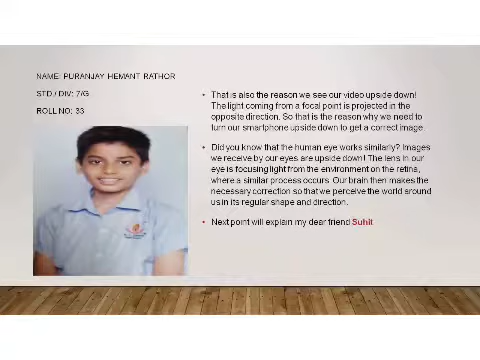 NAME: PURANJAY HEMANT RATHOR
STD./ DIV: 7/G
ROLL NO: 33
• That is also the reason we see our video upside down!
The light coming from a focal point is projected in the
opposite direction. So that is the reason why we need to
turn our smartphone upside down to get a correct image.
• Did you know that the human eye works similarly? Images
we receive by our eyes are upside down! The lens in our
eye is focusing light from the environment on the retina,
where a similar process occurs. Our brain then makes the
necessary correction so that we perceive the world around
us in its regular shape and direction.
• Next point will explain my dear friend Suhit